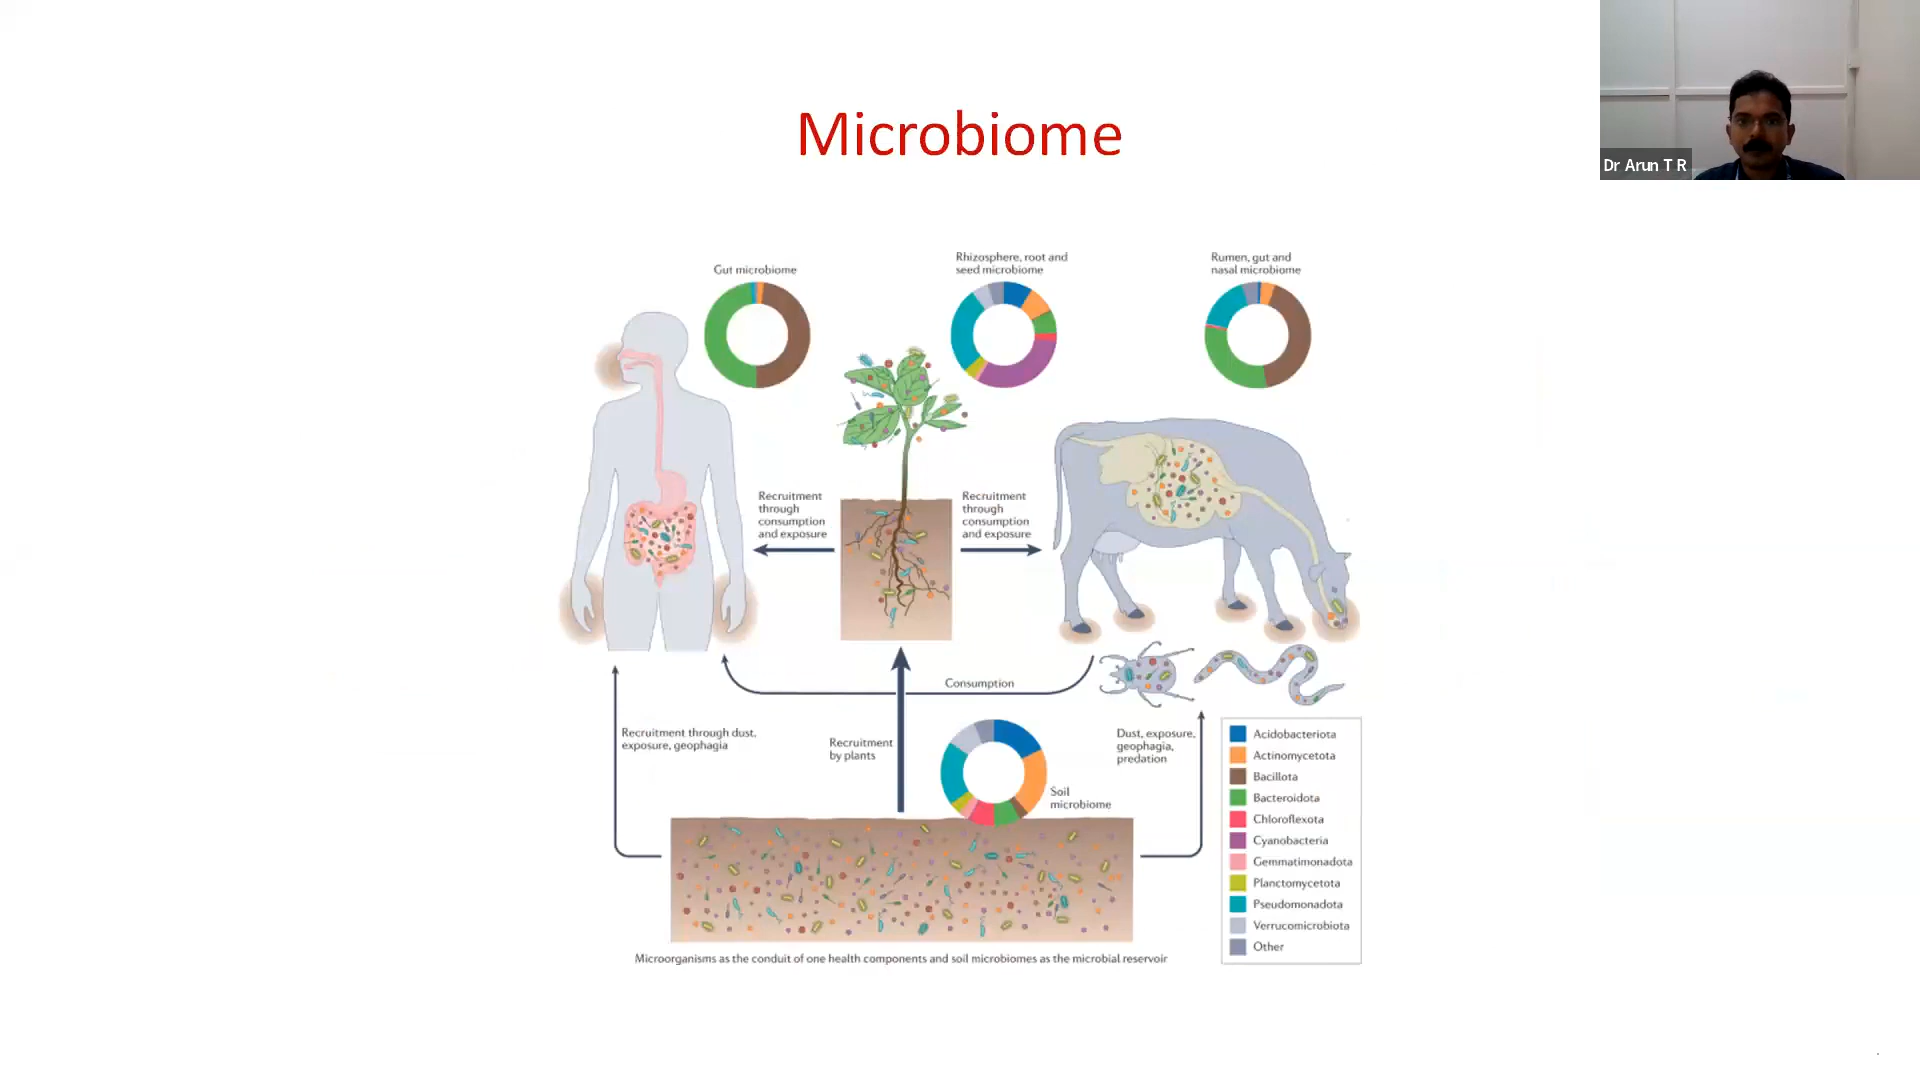 Microbiome
Dr Arun T R
Gut microbiome
Rhizosphere, root and
seed microbiome
Rumen, gut and
nasal microbiome
Recruitment
through
consumption
and exposure
Recruitment
through
consumption
and exposure
Consumption
Recruitment through dust,
exposure, geophagia
Recruitment
by plants
Soil
microbiome
Dust, exposure,
geophagia,
predation
Acidobacteriota
Actinomycetota
Bacillota
Bacteroidota
Chloroflexota
Cyanobacteria
Gemmatimonadota
Planctomycetota
Pseudomonadota
Verrucomicrobiota
Other
Microorganisms as the conduit of one health components and soil microbiomes as the microbial reservoir